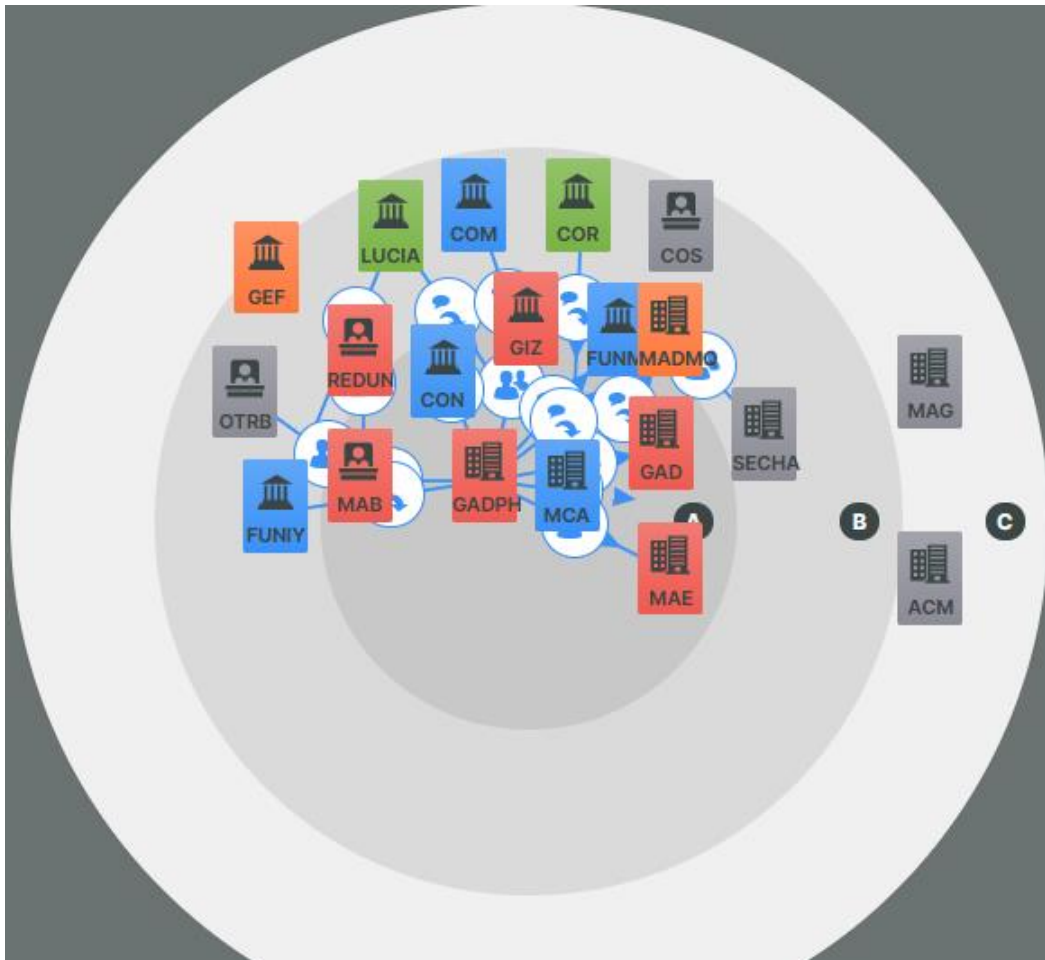 COM
COR
COS
LUCIA
GEF
GIZ
FUNM
MADMQ
REDUN
CON
MAG
OTRB
SECHA
GAD
MAB
GADPH
MCA
FUNIY
A
B
C
MAE
ACM